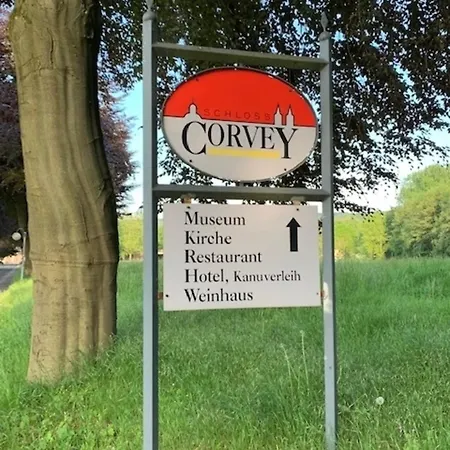 SCHLOSS
CORVEY
Museum
Kirche
Restaurant
Hotel, Kanuverleih
Weinhaus